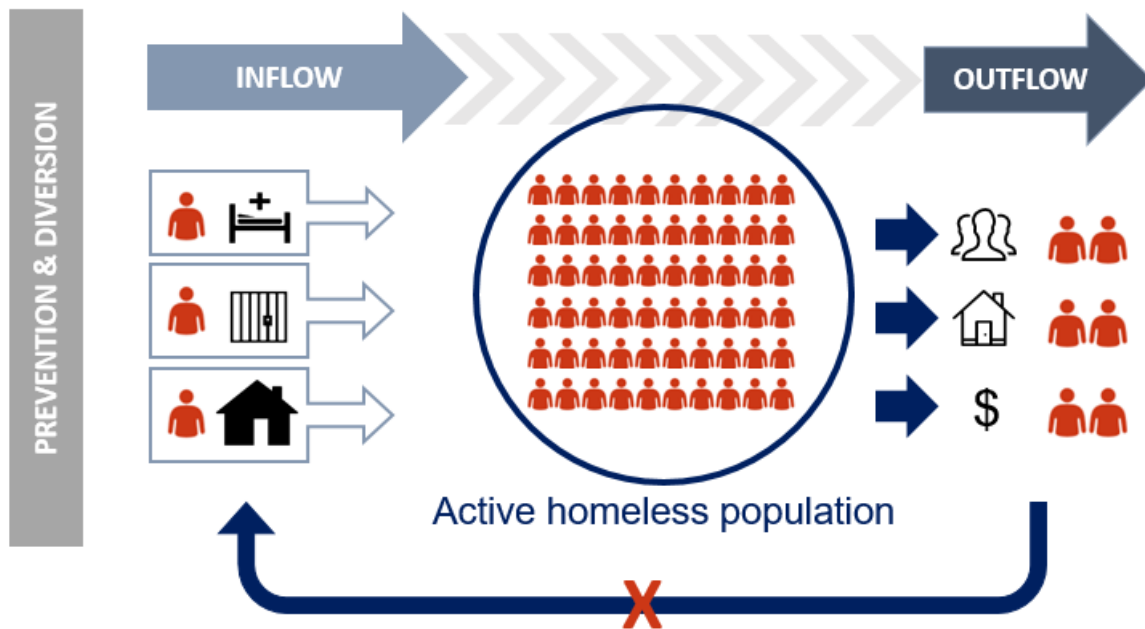 PREVENTION & DIVERSION
INFLOW
OUTFLOW
$
Active homeless population
X